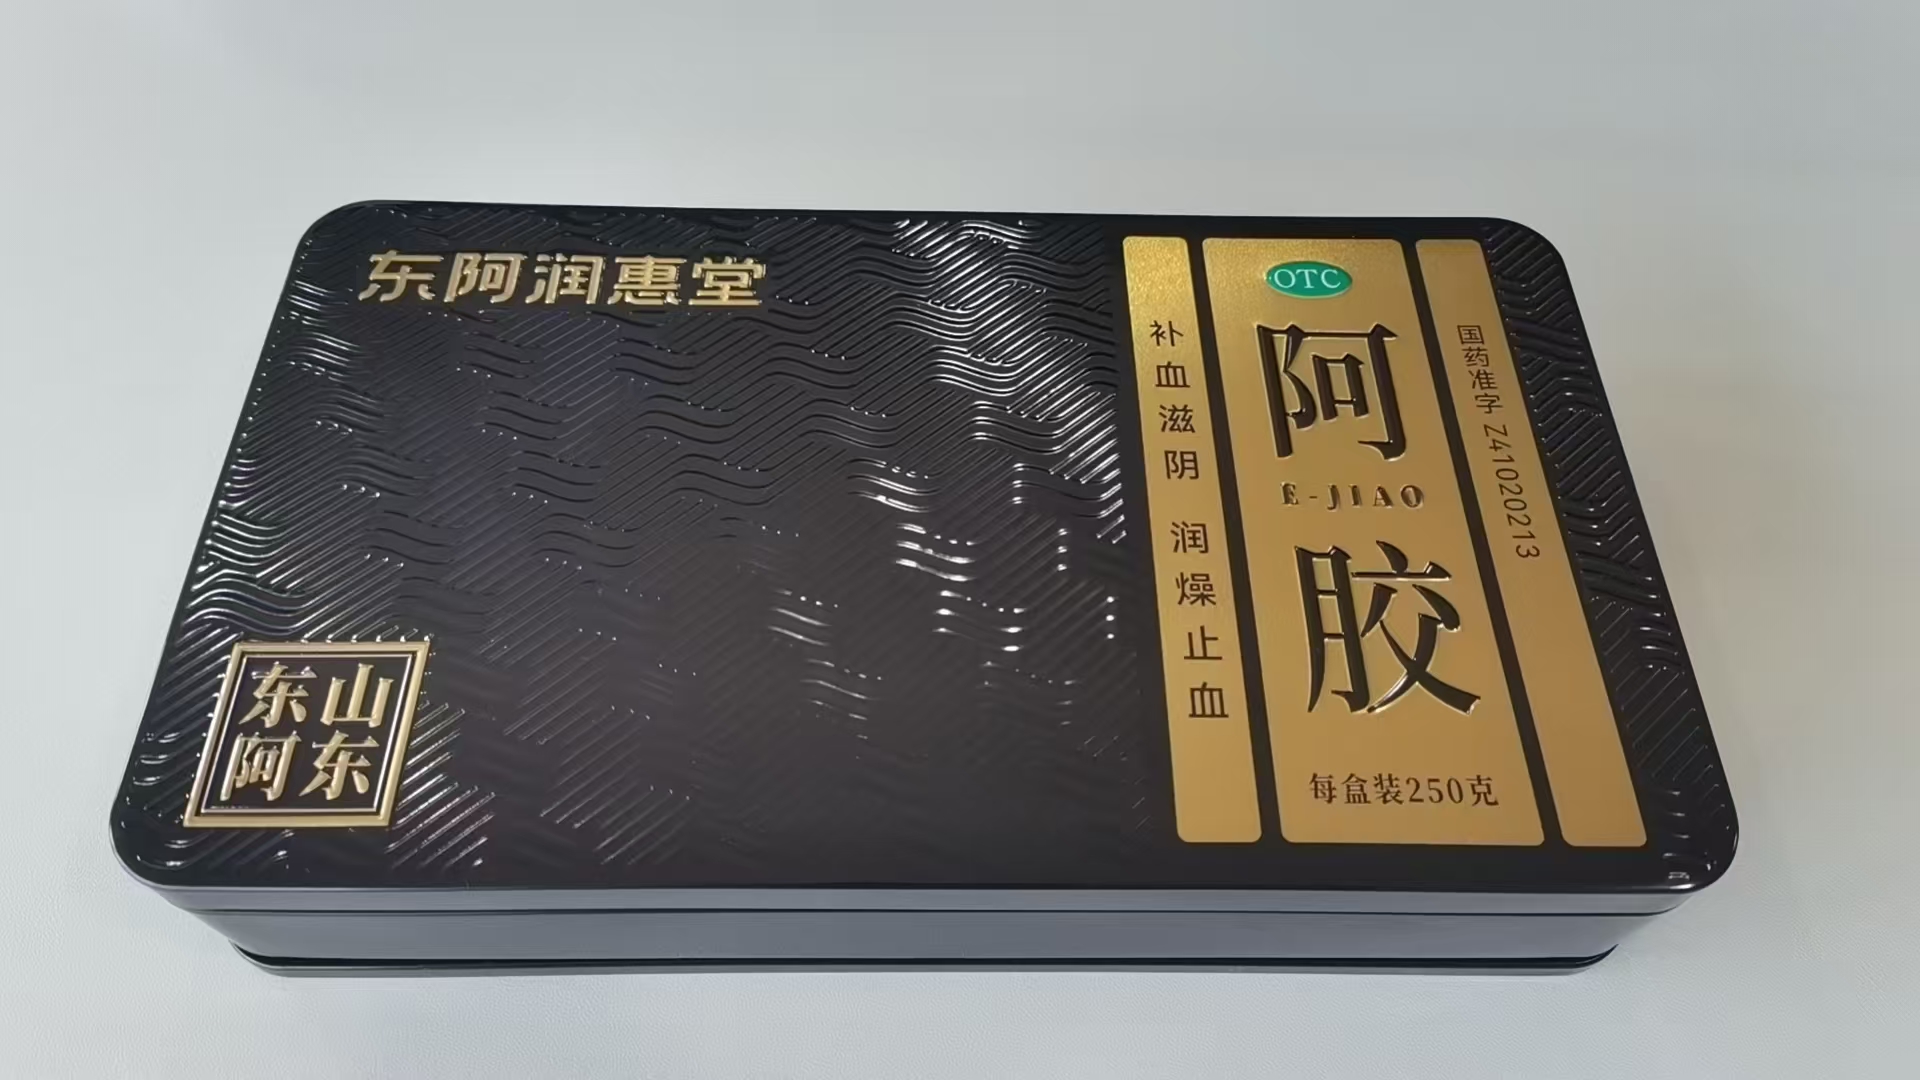 东阿润惠堂
山东
东阿
补血滋阴 润燥止血
OTC
阿
E-JIAO
胶
每盒装250克
国药准字 Z41020213